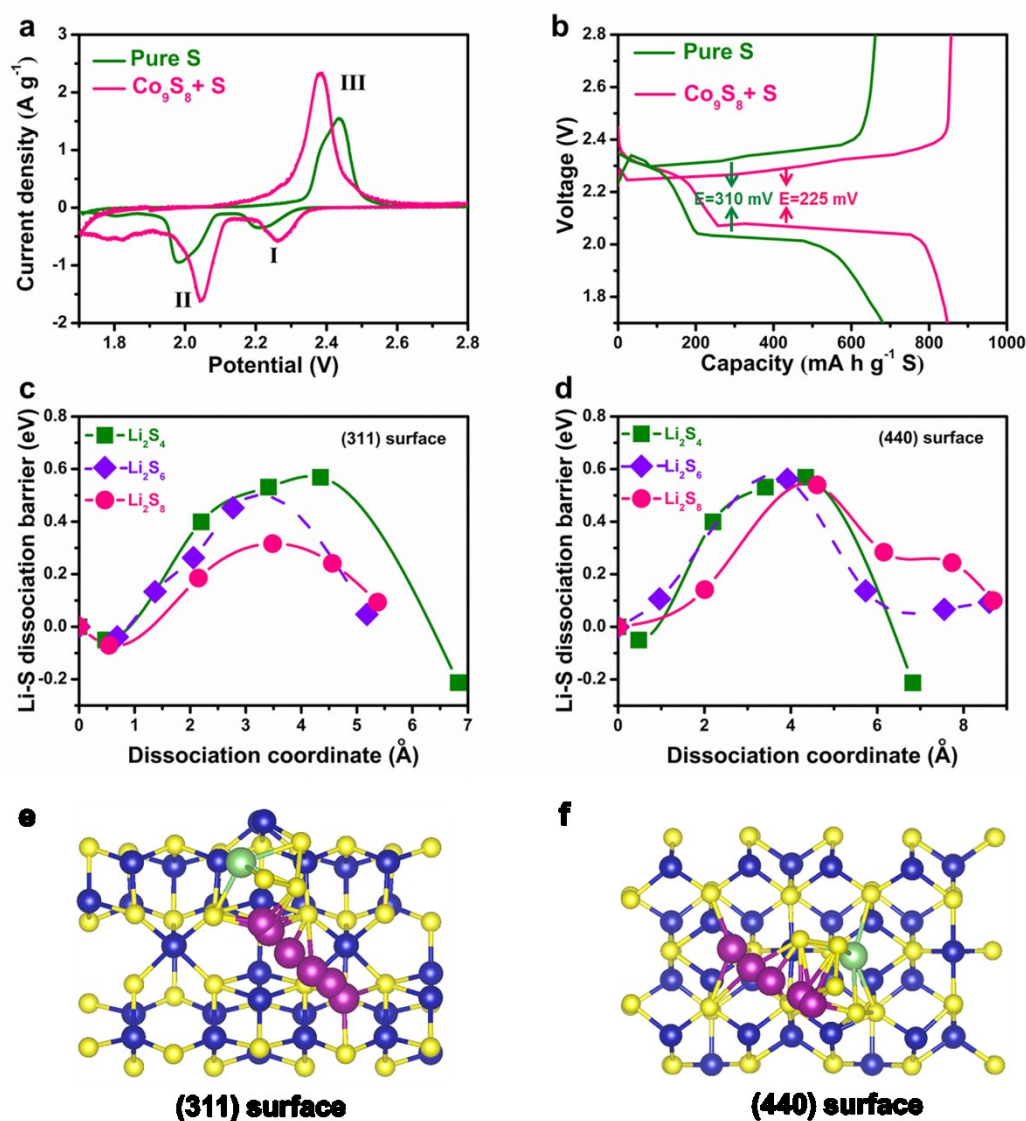 a
Pure S
Co₉S₈+ S
I
II
III
Current density (A g⁻¹)
3
2
1
0
-1
-2
1.8 2.0 2.2 2.4 2.6 2.8
Potential (V)
b
Pure S
Co₉S₈+ S
E=310 mV E=225 mV
Voltage (V)
2.8
2.6
2.4
2.2
2.0
1.8
0 200 400 600 800 1000
Capacity (mA h g⁻¹ S)
c
Li₂S₄
Li₂S₆
Li₂S₈
(311) surface
Li-S dissociation barrier (eV)
0.8
0.6
0.4
0.2
0.0
-0.2
0 1 2 3 4 5 6 7
Dissociation coordinate (Å)
d
Li₂S₄
Li₂S₆
Li₂S₈
(440) surface
Li-S dissociation barrier (eV)
0.8
0.6
0.4
0.2
0.0
-0.2
0 2 4 6 8
Dissociation coordinate (Å)
e
(311) surface
f
(440) surface